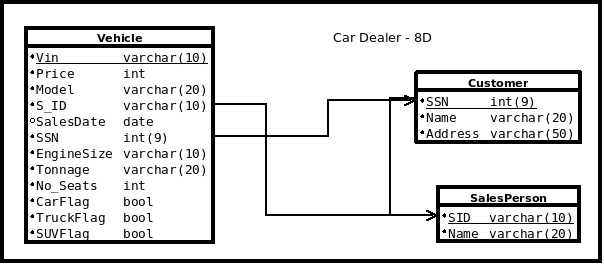 Car Dealer - 8D
Vehicle
Vin varchar(10)
Price int
Model varchar(20)
S_ID varchar(10)
SalesDate date
SSN int(9)
EngineSize varchar(10)
Tonnage varchar(20)
No_Seats int
CarFlag bool
TruckFlag bool
SUVFlag bool
Customer
SSN int(9)
Name varchar(20)
Address varchar(50)
SalesPerson
SID varchar(10)
Name varchar(20)